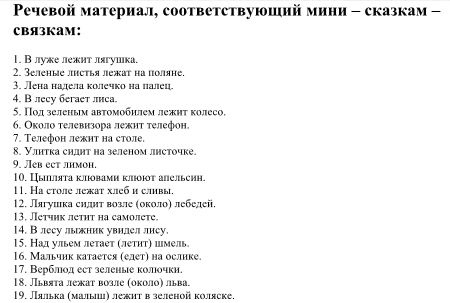 Речевой материал, соответствующий мини – сказкам –
связкам:
1. В луже лежит лягушка.
2. Зеленые листья лежат на поляне.
3. Лена надела колечко на палец.
4. В лесу бегает лиса.
5. Под зеленым автомобилем лежит колесо.
6. Около телевизора лежит телефон.
7. Телефон лежит на столе.
8. Улитка сидит на зеленом листочке.
9. Лев ест лимон.
10. Цыплята клювами клюют апельсин.
11. На столе лежат хлеб и сливы.
12. Лягушка сидит возле (около) лебедей.
13. Летчик летит на самолете.
14. В лесу лыжник увидел лису.
15. Над ульем летает (летит) шмель.
16. Мальчик катается (едет) на ослике.
17. Верблюд ест зеленые колючки.
18. Львята лежат возле (около) льва.
19. Лялька (малыш) лежит в зеленой коляске.